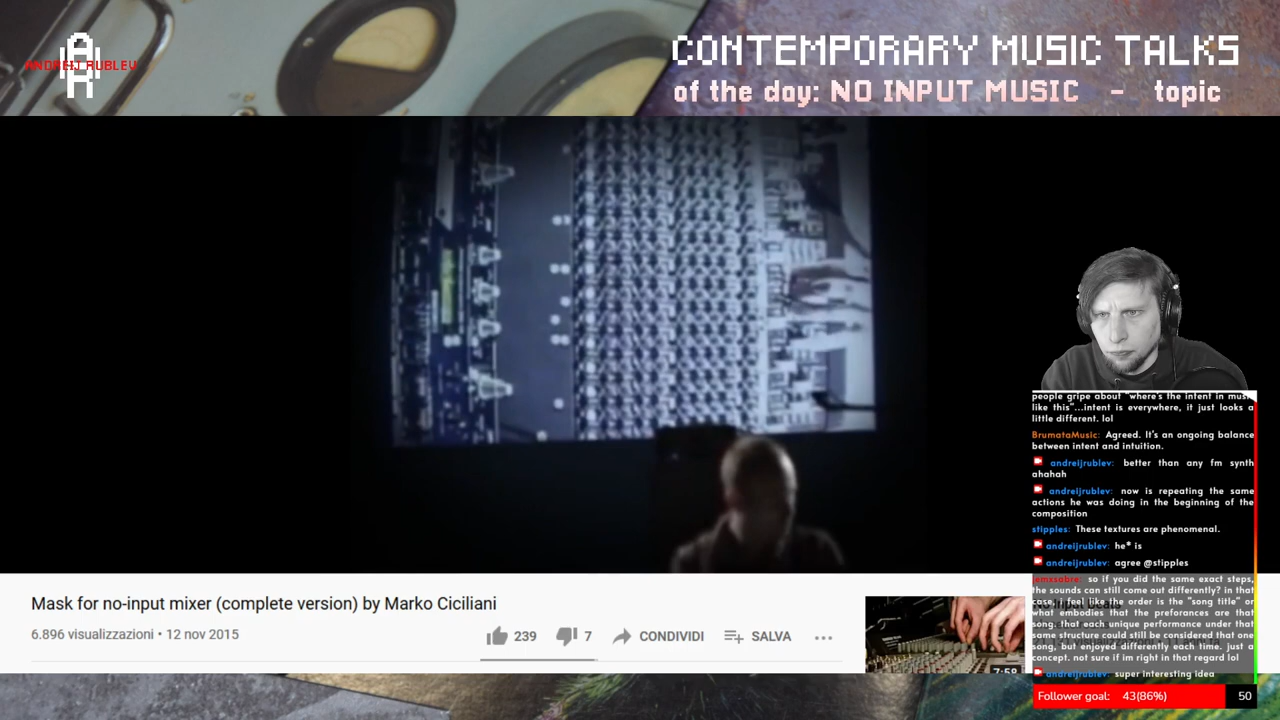 ANDREIJ RUBLEV
AR
CONTEMPORARY MUSIC TALKS
of the day: NO INPUT MUSIC - topic
people gripe about "where's the intent in music
like this"...intent is everywhere, it just looks a
little different. lol
BrumataMusic: Agreed. It's an ongoing balance
between intent and intuition.
andreijrublev: better than any fm synth
ahahah
andreijrublev: now is repeating the same
actions he was doing in the beginning of the
composition
stipples: These textures are phenomenal.
andreijrublev: he* is
andreijrublev: agree @stipples
so if you did the same exact steps,
the sounds can still come out differently? in that
case, i feel like the order is the "song title" or
what embodies that the preforances are that
song. that each unique performance under that
same structure could still be considered that one
song, but enjoyed differently each time. just a
concept. not sure if im right in that regard lol
andreijrublev: super interesting idea
Follower goal: 43(86%) 50
Mask for no-input mixer (complete version) by Marko Ciciliani
6.896 visualizzazioni • 12 nov 2015
239 7 CONDIVIDI SALVA
7:58